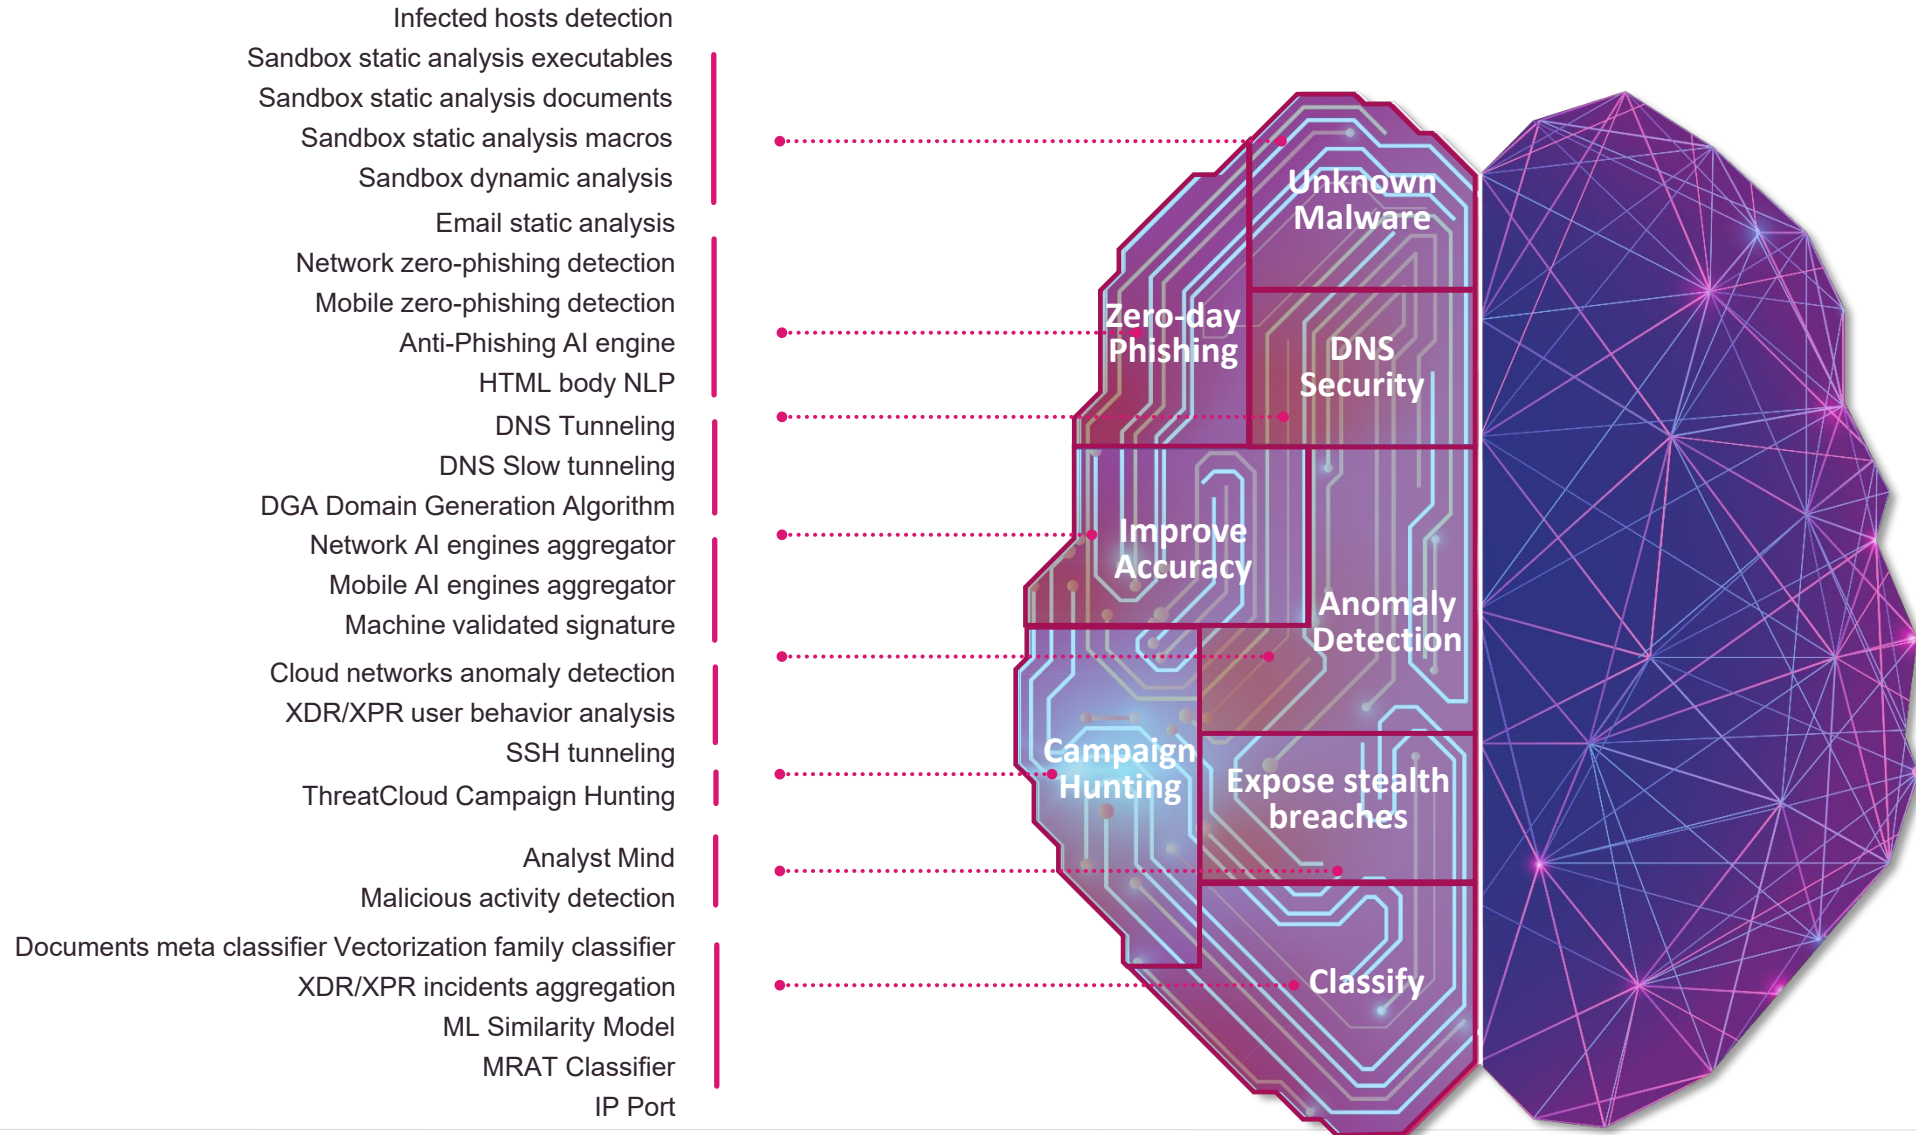 Infected hosts detection
Sandbox static analysis executables
Sandbox static analysis documents
Sandbox static analysis macros
Sandbox dynamic analysis
Email static analysis
Network zero-phishing detection
Mobile zero-phishing detection
Anti-Phishing AI engine
HTML body NLP
DNS Tunneling
DNS Slow tunneling
DGA Domain Generation Algorithm
Network AI engines aggregator
Mobile AI engines aggregator
Machine validated signature
Cloud networks anomaly detection
XDR/XPR user behavior analysis
SSH tunneling
ThreatCloud Campaign Hunting
Analyst Mind
Malicious activity detection
Documents meta classifier Vectorization family classifier
XDR/XPR incidents aggregation
ML Similarity Model
MRAT Classifier
IP Port
Unknown
Malware
Zero-day
Phishing
DNS
Security
Improve
Accuracy
Anomaly
Detection
Campaign
Hunting
Expose stealth
breaches
Classify